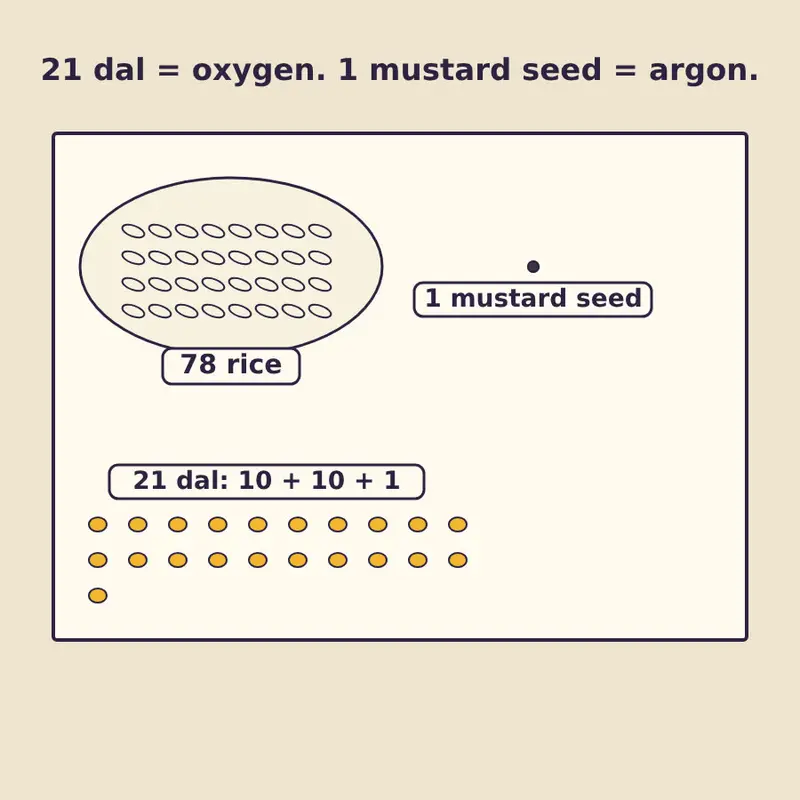 21 dal = oxygen. 1 mustard seed = argon.
1 mustard seed
78 rice
21 dal: 10 + 10 + 1